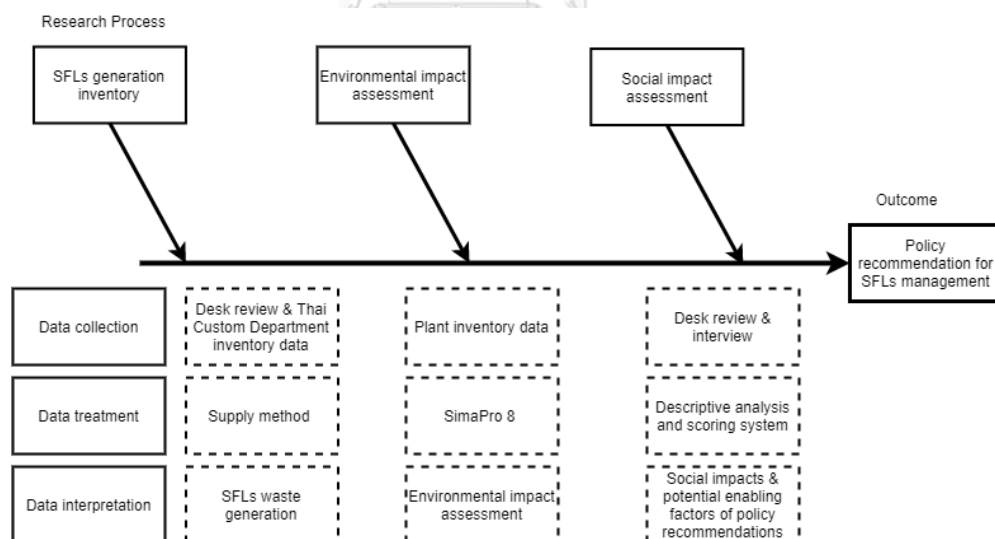 Research Process
SFLs generation
inventory
Environmental impact
assessment
Social impact
assessment
Outcome
Policy
recommendation for
SFLs management
Data collection
Desk review & Thai
Custom Department
inventory data
Plant inventory data
Desk review &
interview
Data treatment
Supply method
SimaPro 8
Descriptive analysis
and scoring system
Data interpretation
SFLs waste
generation
Environmental impact
assessment
Social impacts &
potential enabling
factors of policy
recommendations